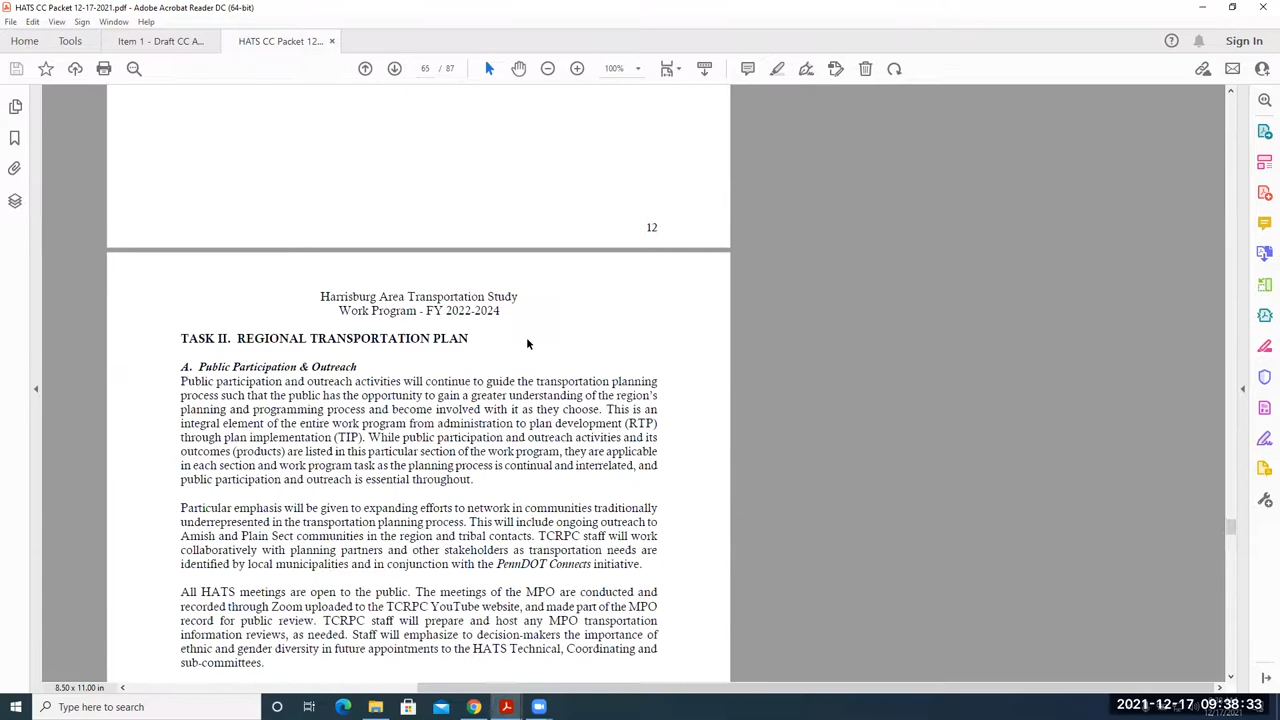 HATS CC Packet 12-17-2021.pdf - Adobe Acrobat Reader DC (64-bit)
File Edit View Sign Window Help
Home Tools Item 1 - Draft CC A... HATS CC Packet 12... × Sign In
65 / 87 100%
12
Harrisburg Area Transportation Study
Work Program - FY 2022-2024
TASK II. REGIONAL TRANSPORTATION PLAN
A. Public Participation & Outreach
Public participation and outreach activities will continue to guide the transportation planning
process such that the public has the opportunity to gain a greater understanding of the region's
planning and programming process and become involved with it as they choose. This is an
integral element of the entire work program from administration to plan development (RTP)
through plan implementation (TIP). While public participation and outreach activities and its
outcomes (products) are listed in this particular section of the work program, they are applicable
in each section and work program task as the planning process is continual and interrelated, and
public participation and outreach is essential throughout.
Particular emphasis will be given to expanding efforts to network in communities traditionally
underrepresented in the transportation planning process. This will include ongoing outreach to
Amish and Plain Sect communities in the region and tribal contacts. TCRPC staff will work
collaboratively with planning partners and other stakeholders as transportation needs are
identified by local municipalities and in conjunction with the PennDOT Connects initiative.
All HATS meetings are open to the public. The meetings of the MPO are conducted and
recorded through Zoom uploaded to the TCRPC YouTube website, and made part of the MPO
record for public review. TCRPC staff will prepare and host any MPO transportation
information reviews, as needed. Staff will emphasize to decision-makers the importance of
ethnic and gender diversity in future appointments to the HATS Technical, Coordinating and
sub-committees.
8.50 x 11.00 in
Type here to search
2021-12-17 09:38:33